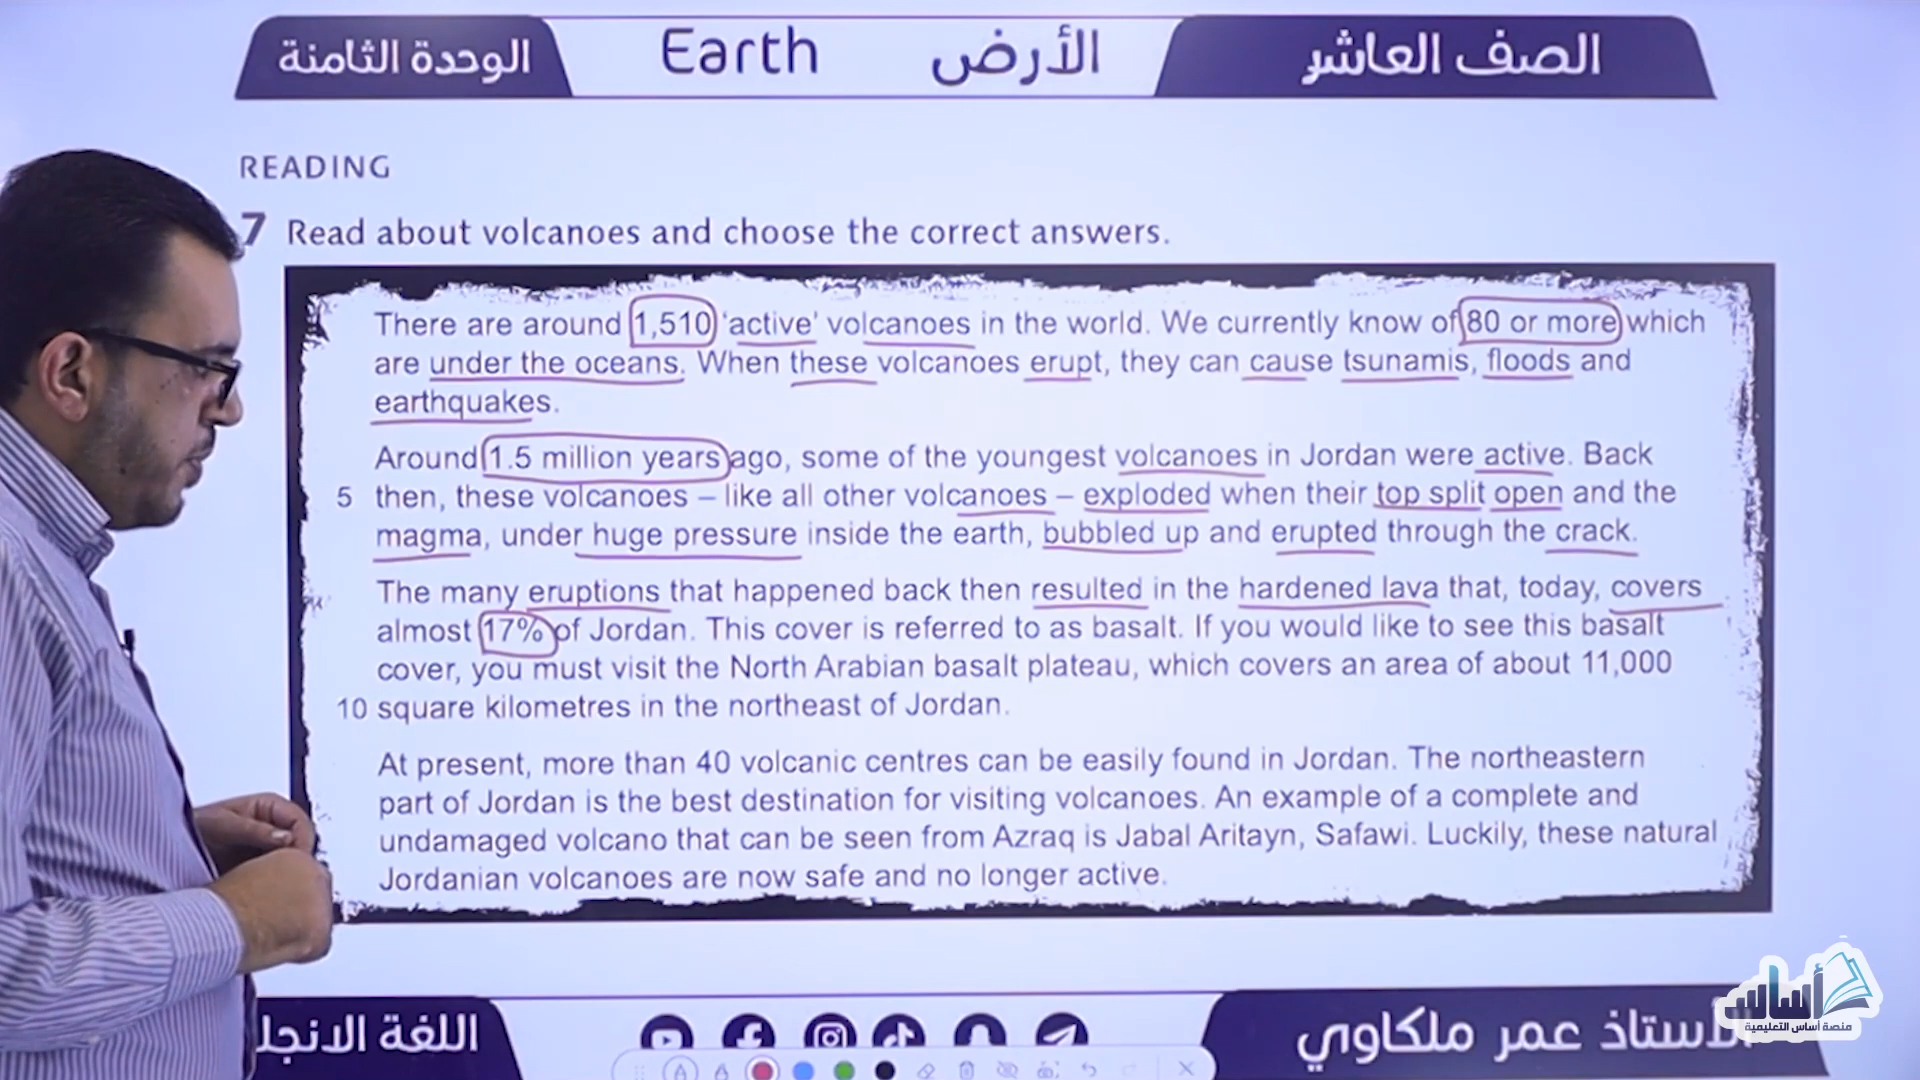 الصف العاشر
الأرض Earth
الوحدة الثامنة
READING
7 Read about volcanoes and choose the correct answers.
There are around 1,510 'active' volcanoes in the world. We currently know of 80 or more which
are under the oceans. When these volcanoes erupt, they can cause tsunamis, floods and
earthquakes.
Around 1.5 million years ago, some of the youngest volcanoes in Jordan were active. Back
5 then, these volcanoes – like all other volcanoes – exploded when their top split open and the
magma, under huge pressure inside the earth, bubbled up and erupted through the crack.
The many eruptions that happened back then resulted in the hardened lava that, today, covers
almost 17% of Jordan. This cover is referred to as basalt. If you would like to see this basalt
cover, you must visit the North Arabian basalt plateau, which covers an area of about 11,000
10 square kilometres in the northeast of Jordan.
At present, more than 40 volcanic centres can be easily found in Jordan. The northeastern
part of Jordan is the best destination for visiting volcanoes. An example of a complete and
undamaged volcano that can be seen from Azraq is Jabal Aritayn, Safawi. Luckily, these natural
Jordanian volcanoes are now safe and no longer active.
أساس
منصة أساس التعليمية
الأستاذ عمر ملكاوي
اللغة